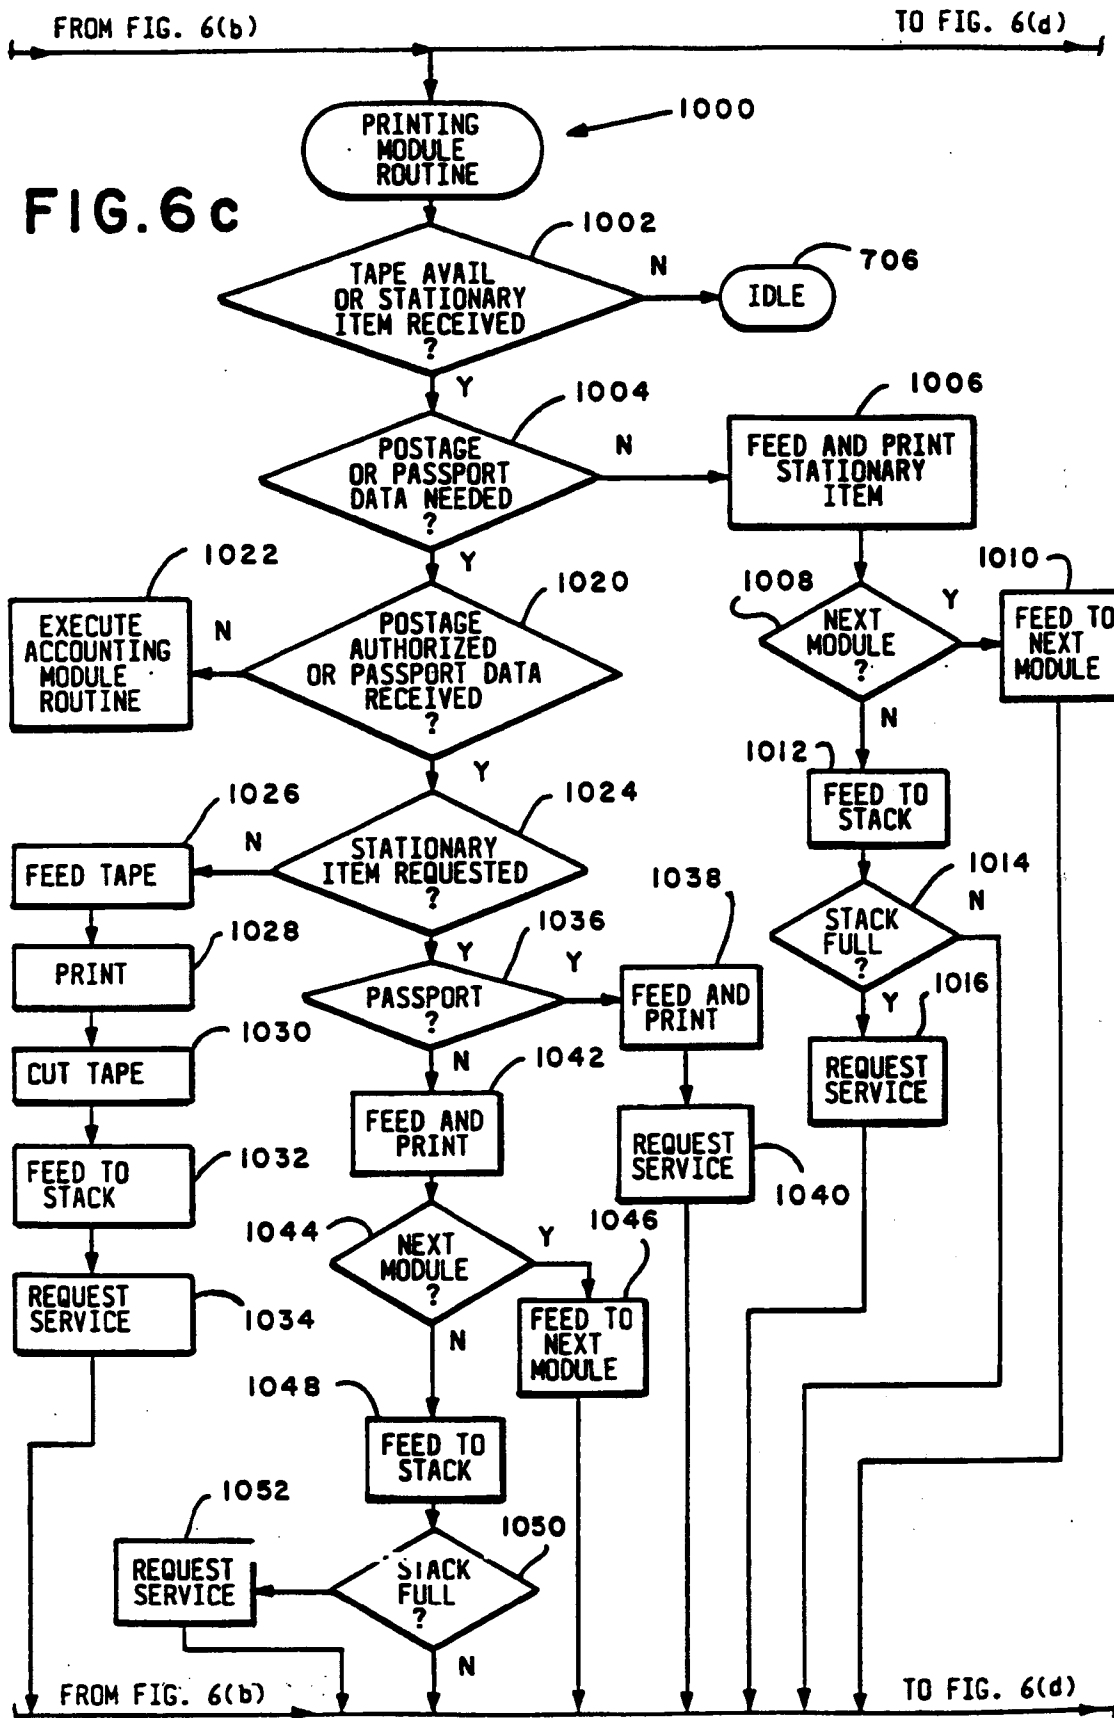 FROM FIG. 6(b)
TO FIG. 6(d)
PRINTING
MODULE
ROUTINE
1000
FIG. 6c
1002
TAPE AVAIL
OR STATIONARY
ITEM RECEIVED
?
N
706
IDLE
Y
1004
POSTAGE
OR PASSPORT
DATA NEEDED
?
N
1006
FEED AND PRINT
STATIONARY
ITEM
Y
1022
EXECUTE
ACCOUNTING
MODULE
ROUTINE
N
1020
POSTAGE
AUTHORIZED
OR PASSPORT DATA
RECEIVED
?
1008
NEXT
MODULE
?
Y
1010
FEED TO
NEXT
MODULE
N
Y
1012
FEED TO
STACK
1026
FEED TAPE
N
1024
STATIONARY
ITEM REQUESTED
?
1014
STACK
FULL
?
N
Y
1028
PRINT
Y
1036
PASSPORT
?
Y
1038
FEED AND
PRINT
1016
REQUEST
SERVICE
1030
CUT TAPE
N
1042
FEED AND
PRINT
1032
FEED TO
STACK
REQUEST
SERVICE
1040
1044
NEXT
MODULE
?
Y
1046
FEED TO
NEXT
MODULE
REQUEST
SERVICE
1034
N
1048
FEED TO
STACK
1052
REQUEST
SERVICE
1050
STACK
FULL
?
N
FROM FIG. 6(b)
TO FIG. 6(d)